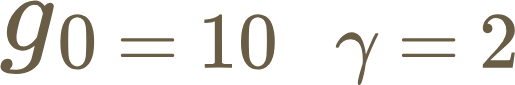 g₀ = 10 γ = 2